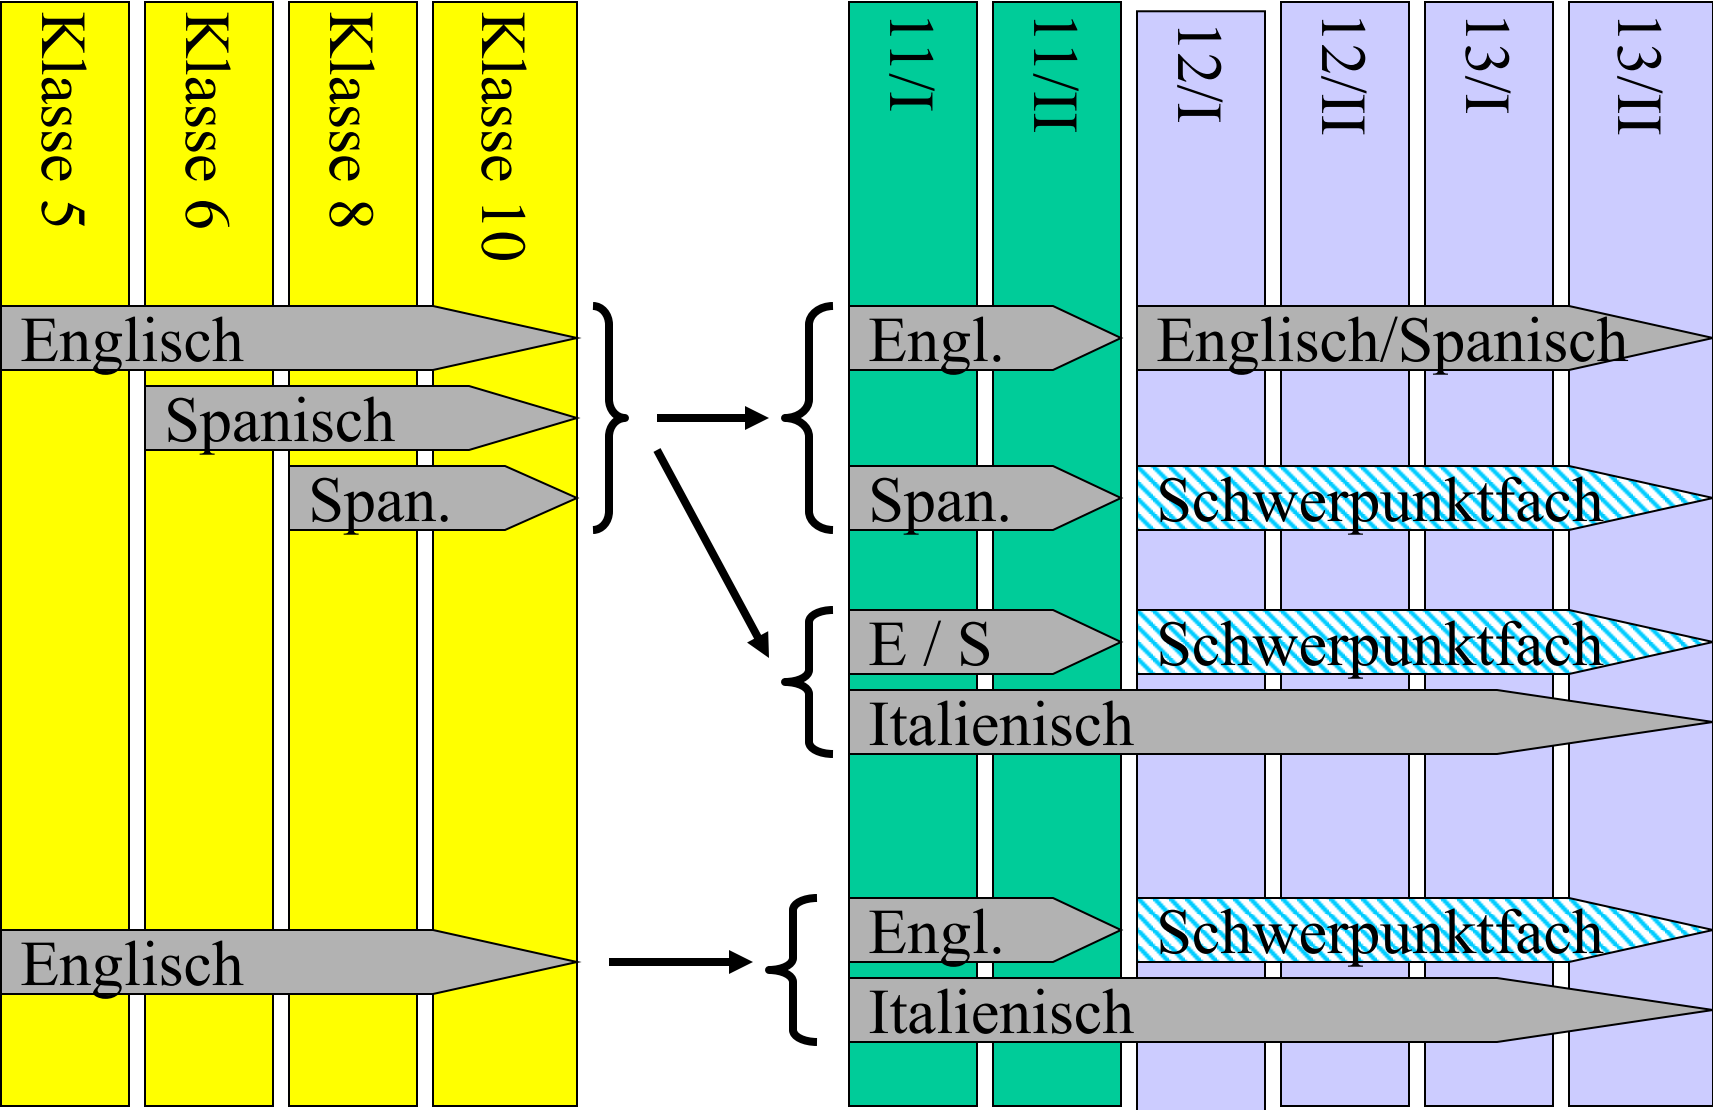 Klasse 5
Klasse 6
Klasse 8
Klasse 10
11/I
11/II
12/I
12/II
13/I
13/II
Englisch
Engl.
Englisch/Spanisch
Spanisch
Span.
Span.
Schwerpunktfach
E / S
Schwerpunktfach
Italienisch
Engl.
Schwerpunktfach
Englisch
Italienisch